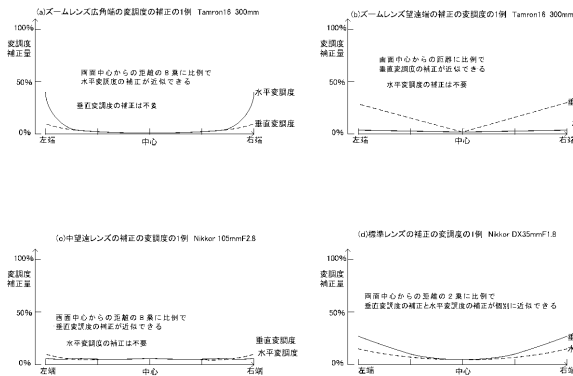 (a)ズームレンズ広角端の変調度の補正の1例 Tamron16 300mm
変調度
補正量
100%
50%
0%
両面中心からの距離の8巣に比例で
水平変調度の補正が近似できる
垂直変調度の補正は不要
水平変調度
垂直変調度
左端
中心
右端
(b)ズームレンズ望遠端の変調度の補正の1例 Tamron16 300mm
変調度
補正量
100%
50%
0%
画面中心からの距離に比例で
垂直変調度の補正が近似できる
水平変調度の補正は不要
左端
中心
右端
(c)中望遠レンズの補正の変調度の1例 Nikkor 105mmF2.8
変調度
補正量
100%
50%
0%
画面中心からの距離の8巣に比例で
垂直変調度の補正が近似できる
水平変調度の補正は不要
垂直変調度
水平変調度
左端
中心
右端
(d)標準レンズの補正の変調度の1例 Nikkor DX35mmF1.8
変調度
補正量
100%
50%
0%
両面中心からの距離の2巣に比例で
垂直変調度の補正と水平変調度の補正が個別に近似できる
左端
中心
右端